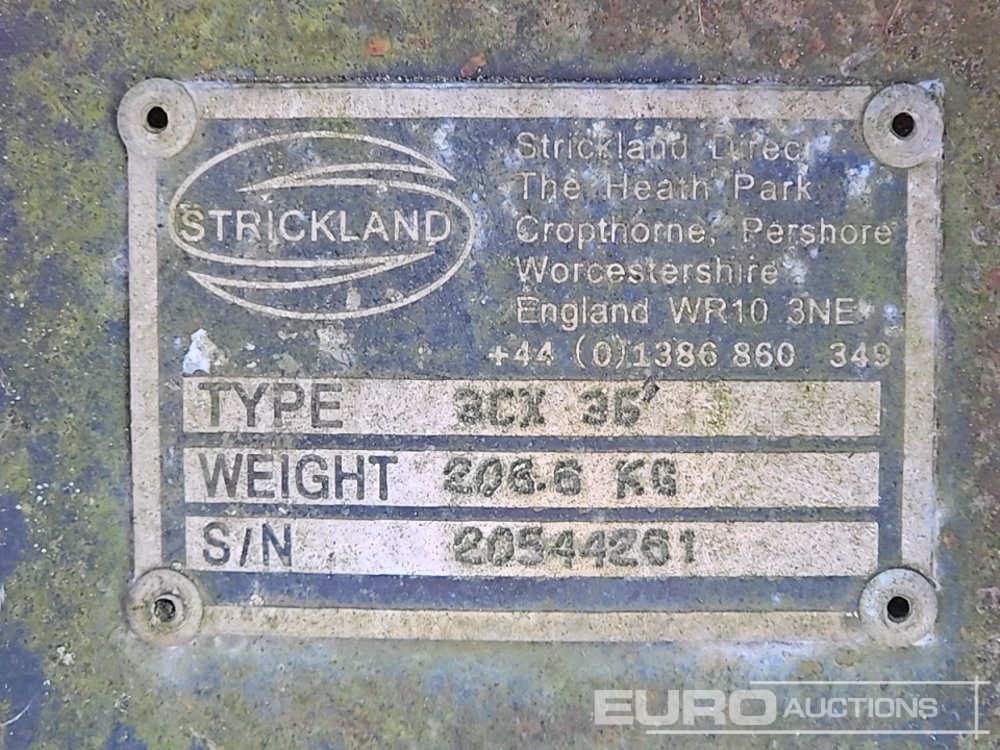 STRICKLAND
Strickland Direct
The Heath Park
Cropthorne, Pershore
Worcestershire
England WR10 3NE
+44 (0)1386 860 349
TYPE 3CX 36"
WEIGHT 206.6 KG
S/N 20544261
EURO AUCTIONS